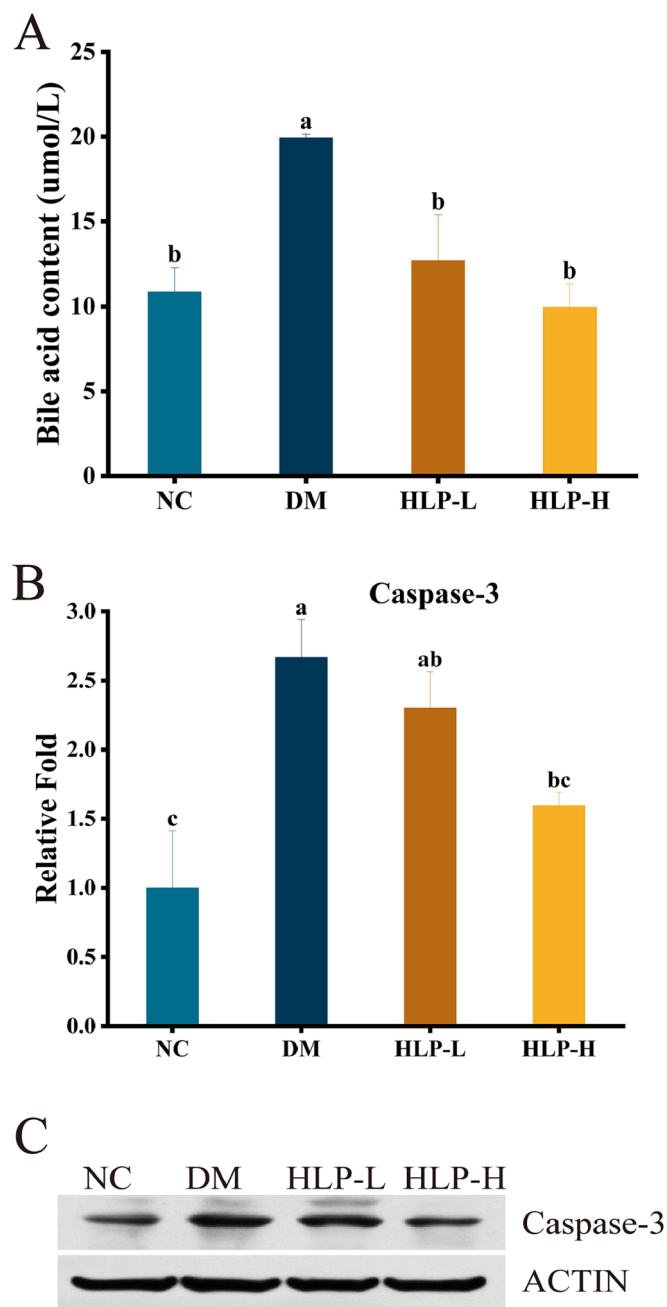 A
Bile acid content (umol/L)
25
20
15
10
5
0
b
a
b
b
NC DM HLP-L HLP-H
B
Caspase-3
Relative Fold
3.0
2.5
2.0
1.5
1.0
0.5
0.0
c
a
ab
bc
NC DM HLP-L HLP-H
C
NC DM HLP-L HLP-H
Caspase-3
ACTIN